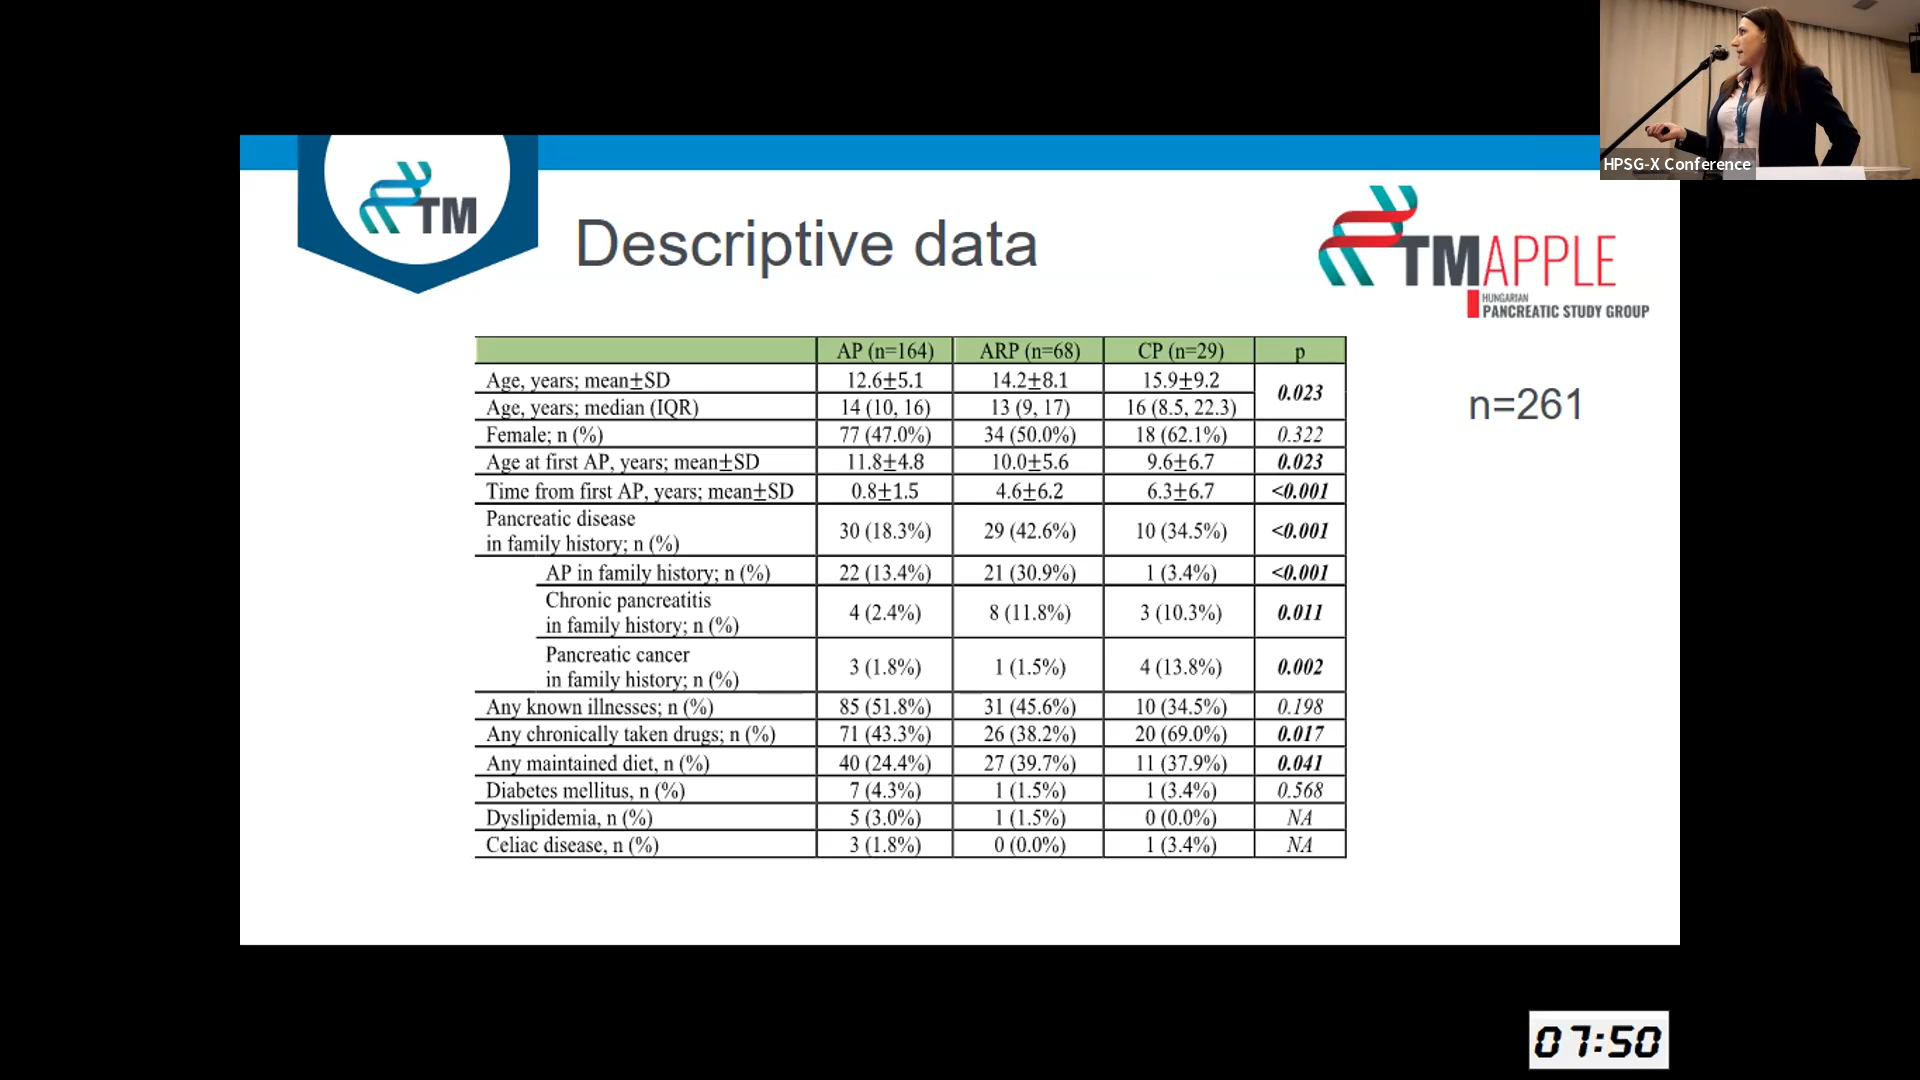 HPSG-X Conference
TM
Descriptive data
TMAPPLE
HUNGARIAN
PANCREATIC STUDY GROUP
AP (n=164) ARP (n=68) CP (n=29) p
Age, years; mean±SD 12.6±5.1 14.2±8.1 15.9±9.2 0.023
Age, years; median (IQR) 14 (10, 16) 13 (9, 17) 16 (8.5, 22.3)
Female; n (%) 77 (47.0%) 34 (50.0%) 18 (62.1%) 0.322
Age at first AP, years; mean±SD 11.8±4.8 10.0±5.6 9.6±6.7 0.023
Time from first AP, years; mean±SD 0.8±1.5 4.6±6.2 6.3±6.7 <0.001
Pancreatic disease
in family history; n (%) 30 (18.3%) 29 (42.6%) 10 (34.5%) <0.001
AP in family history; n (%) 22 (13.4%) 21 (30.9%) 1 (3.4%) <0.001
Chronic pancreatitis
in family history; n (%) 4 (2.4%) 8 (11.8%) 3 (10.3%) 0.011
Pancreatic cancer
in family history; n (%) 3 (1.8%) 1 (1.5%) 4 (13.8%) 0.002
Any known illnesses; n (%) 85 (51.8%) 31 (45.6%) 10 (34.5%) 0.198
Any chronically taken drugs; n (%) 71 (43.3%) 26 (38.2%) 20 (69.0%) 0.017
Any maintained diet, n (%) 40 (24.4%) 27 (39.7%) 11 (37.9%) 0.041
Diabetes mellitus, n (%) 7 (4.3%) 1 (1.5%) 1 (3.4%) 0.568
Dyslipidemia, n (%) 5 (3.0%) 1 (1.5%) 0 (0.0%) NA
Celiac disease, n (%) 3 (1.8%) 0 (0.0%) 1 (3.4%) NA
n=261
07:50